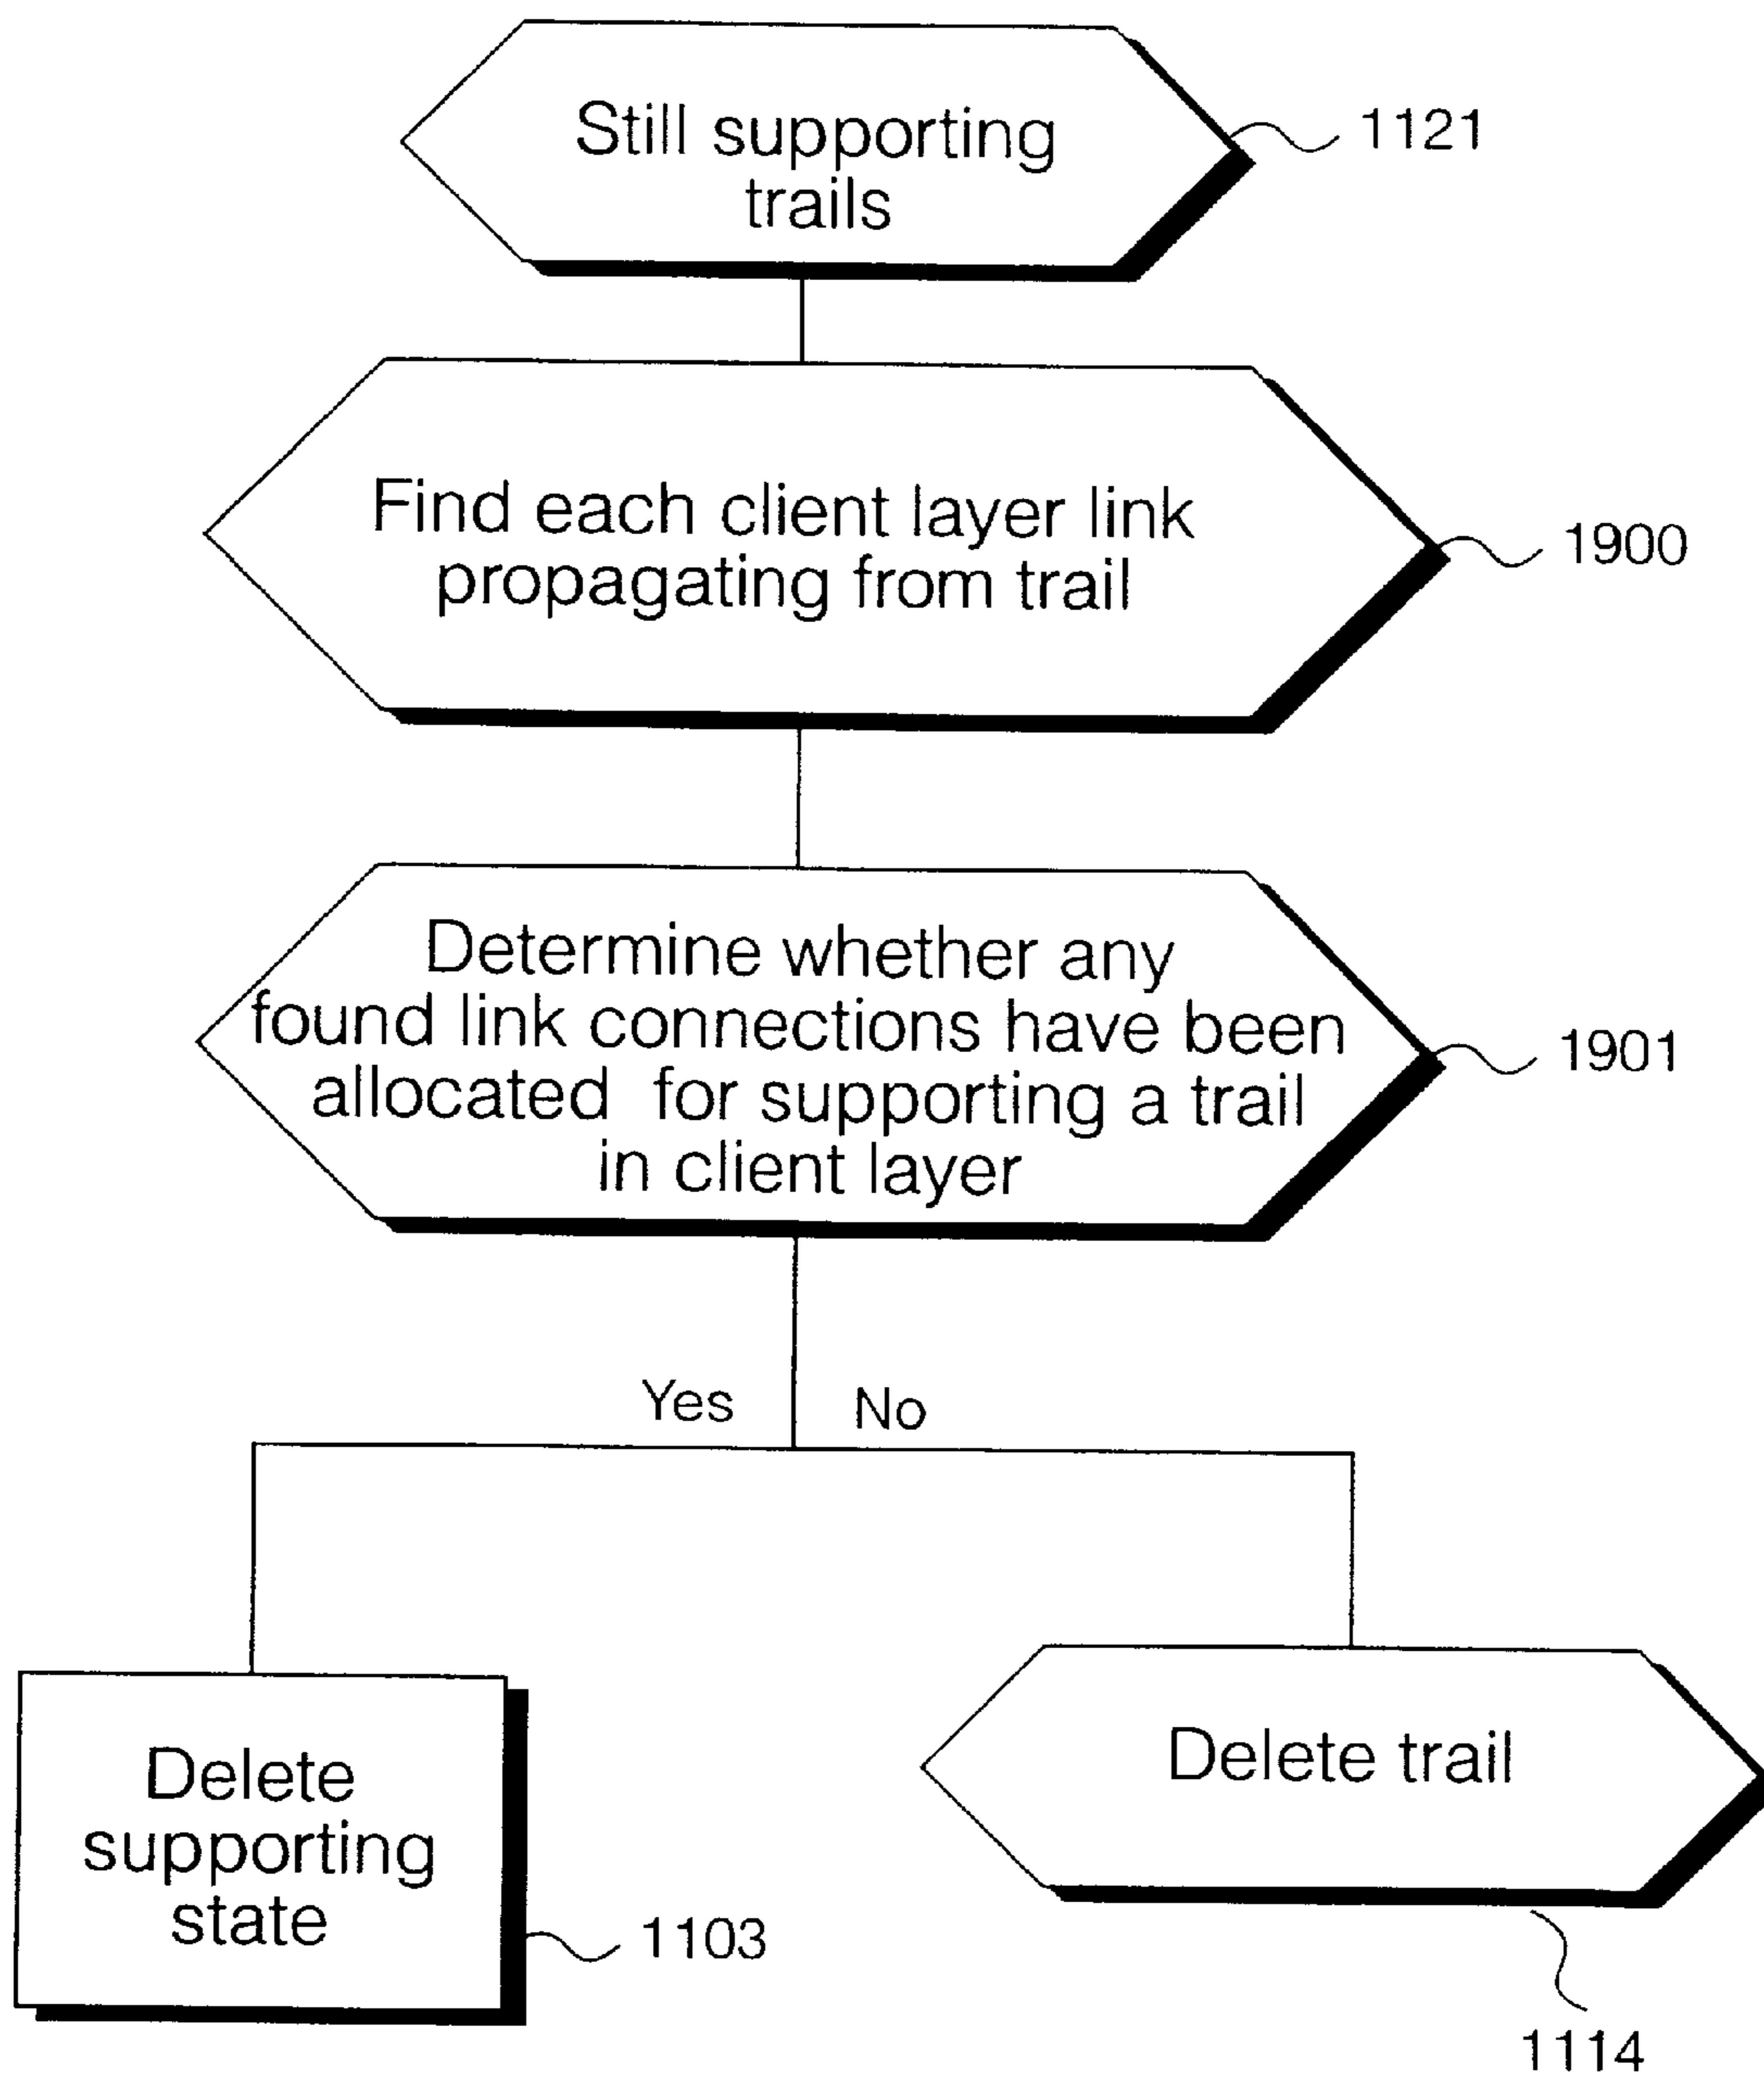 Still supporting
trails
1121
Find each client layer link
propagating from trail
1900
Determine whether any
found link connections have been
allocated for supporting a trail
in client layer
1901
Yes
No
Delete
supporting
state
1103
Delete trail
1114